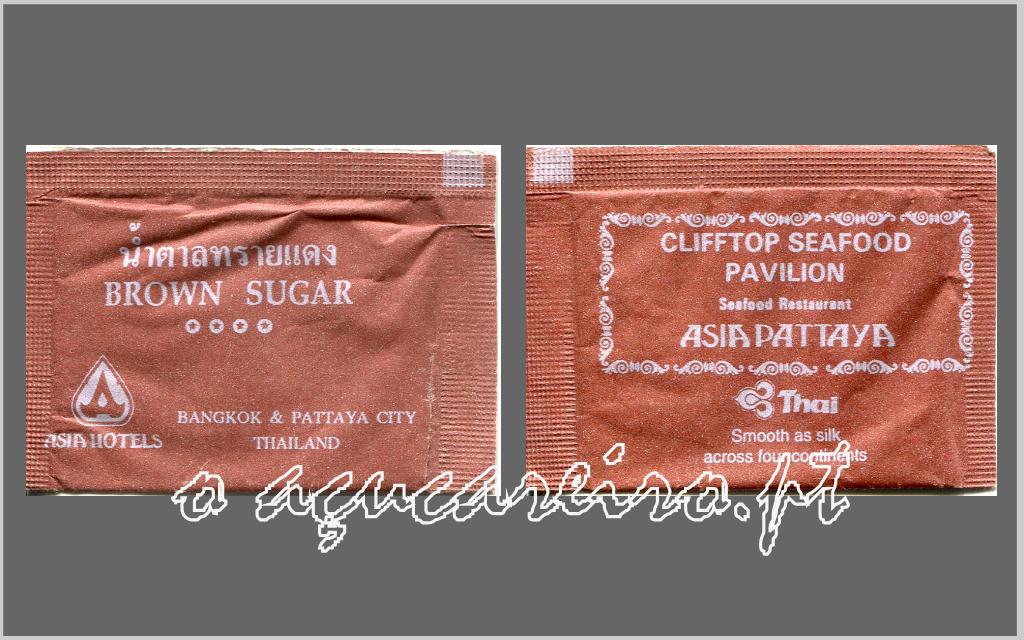 น้ำตาลทรายแดง
BROWN SUGAR
ASIA HOTELS
BANGKOK & PATTAYA CITY
THAILAND
CLIFFTOP SEAFOOD
PAVILION
Seafood Restaurant
ASIA PATTAYA
Thai
Smooth as silk
across four continents
a açucareira.pt